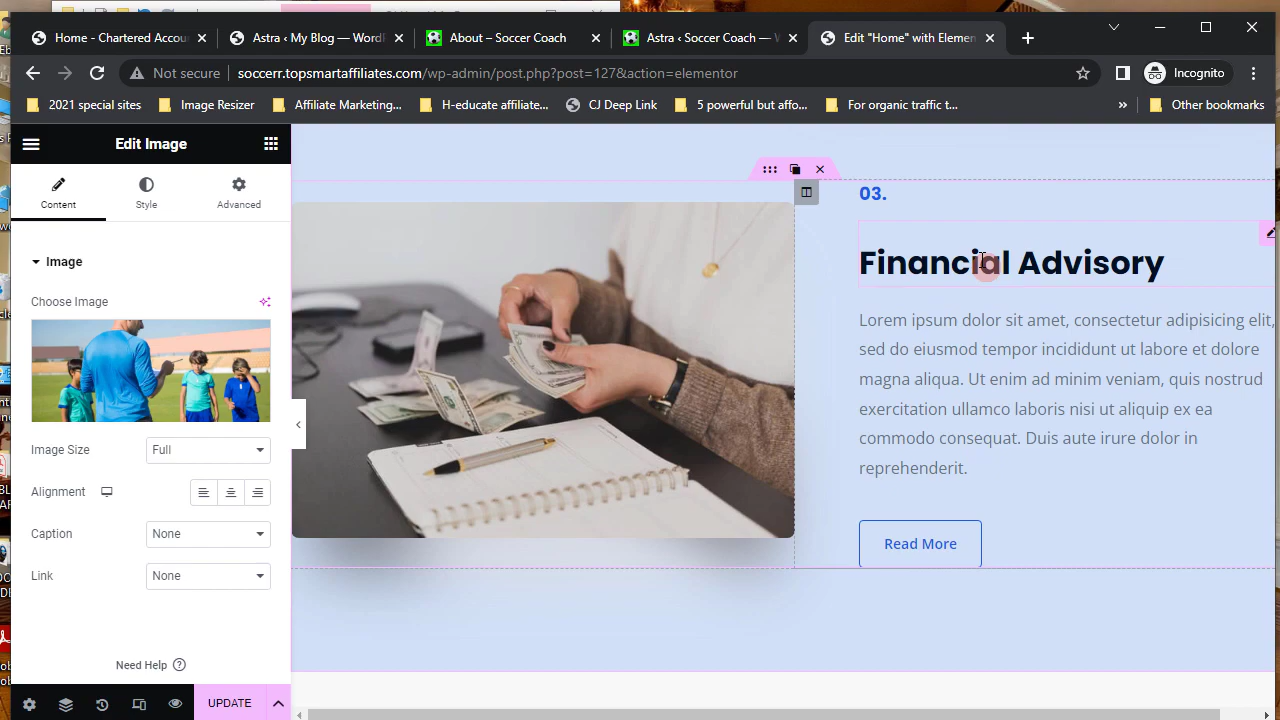 Home - Chartered Accou
Astra ‹ My Blog — Word
About – Soccer Coach
Astra ‹ Soccer Coach —
Edit "Home" with Elemen
Not secure
soccerr.topsmartaffiliates.com/wp-admin/post.php?post=127&action=elementor
Incognito
2021 special sites
Image Resizer
Affiliate Marketing...
H-educate affiliate...
CJ Deep Link
5 powerful but affo...
For organic traffic t...
»
Other bookmarks
Edit Image
Content
Style
Advanced
Image
Choose Image
Image Size
Full
Alignment
Caption
None
Link
None
Need Help ?
UPDATE
03.
Financial Advisory
Lorem ipsum dolor sit amet, consectetur adipisicing elit,
sed do eiusmod tempor incididunt ut labore et dolore
magna aliqua. Ut enim ad minim veniam, quis nostrud
exercitation ullamco laboris nisi ut aliquip ex ea
commodo consequat. Duis aute irure dolor in
reprehenderit.
Read More